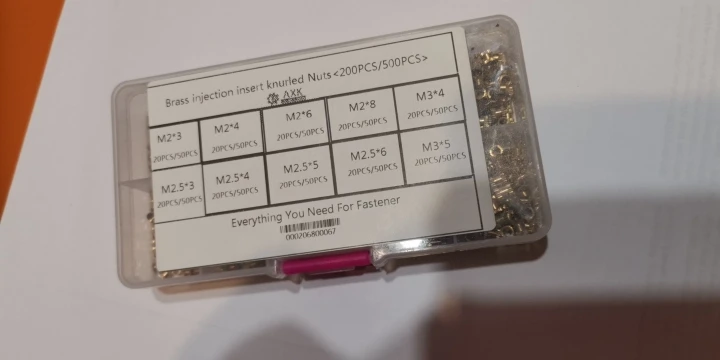 Brass injection insert knurled Nuts<200PCS/500PCS>
AXK
M2*3 M2*4 M2*6 M2*8 M3*4
20PCS/50PCS 20PCS/50PCS 20PCS/50PCS 20PCS/50PCS 20PCS/50PCS
M2.5*3 M2.5*4 M2.5*5 M2.5*6 M3*5
20PCS/50PCS 20PCS/50PCS 20PCS/50PCS 20PCS/50PCS 20PCS/50PCS
Everything You Need For Fastener
000206800067